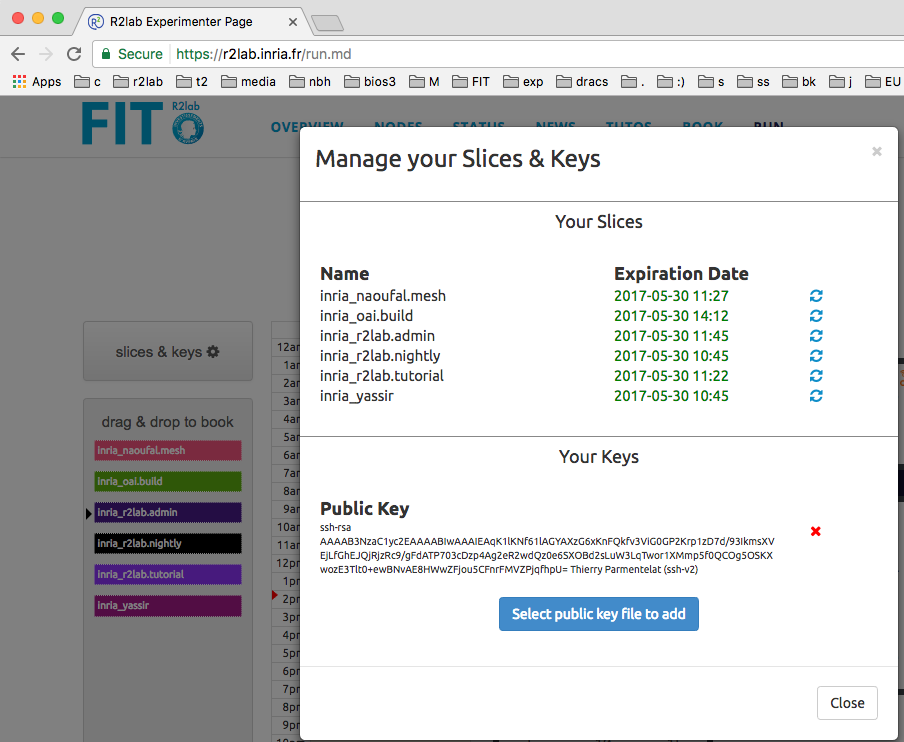 R2lab Experimenter Page
Secure
https://r2lab.inria.fr/run.md
Apps c r2lab t2 media nbh bios3 M FIT exp dracs . :) s ss bk j EU
FIT R2lab
OVERVIEW NODES STATUS NEWS TUTOS BOOK RUN
Manage your Slices & Keys
×
Your Slices
Name Expiration Date
inria_naoufal.mesh 2017-05-30 11:27
inria_oai.build 2017-05-30 14:12
inria_r2lab.admin 2017-05-30 11:45
inria_r2lab.nightly 2017-05-30 10:45
inria_r2lab.tutorial 2017-05-30 11:22
inria_yassir 2017-05-30 10:45
Your Keys
Public Key
ssh-rsa
AAAAB3NzaC1yc2EAAAABIwAAAIEAqK1lKNf61lAGYAXzG6xKnFQkfv3ViG0GP2Krp1zD7d/93IkmsXV
EjLfGhEJQjRjzRc9/gFdATP703cDzp4Ag2eR2wdQz0e6SXOBd2sLuW3LqTwor1XMmp5f0QCOg5OSKX
wozE3Tlt0+ewBNvAE8HWwZFjou5CFnrFMVZPJqfhpU= Thierry Parmentelat (ssh-v2)
Select public key file to add
Close
slices & keys
drag & drop to book
inria_naoufal.mesh
inria_oai.build
inria_r2lab.admin
inria_r2lab.nightly
inria_r2lab.tutorial
inria_yassir
12am
1am
2am
3am
4am
5am
6am
7am
8am
9am
10am
11am
12pm
1pm
2pm
3pm
4pm
5pm
6pm
7pm
8pm
9pm